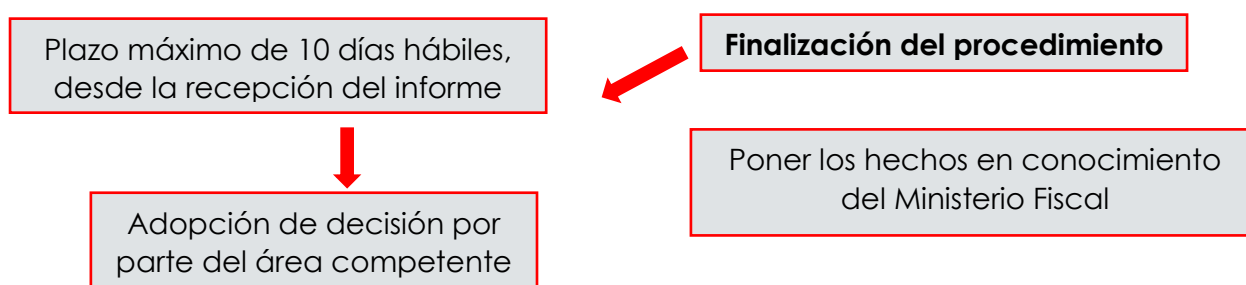 Plazo máximo de 10 días hábiles,
desde la recepción del informe
Finalización del procedimiento
Poner los hechos en conocimiento
del Ministerio Fiscal
Adopción de decisión por
parte del área competente